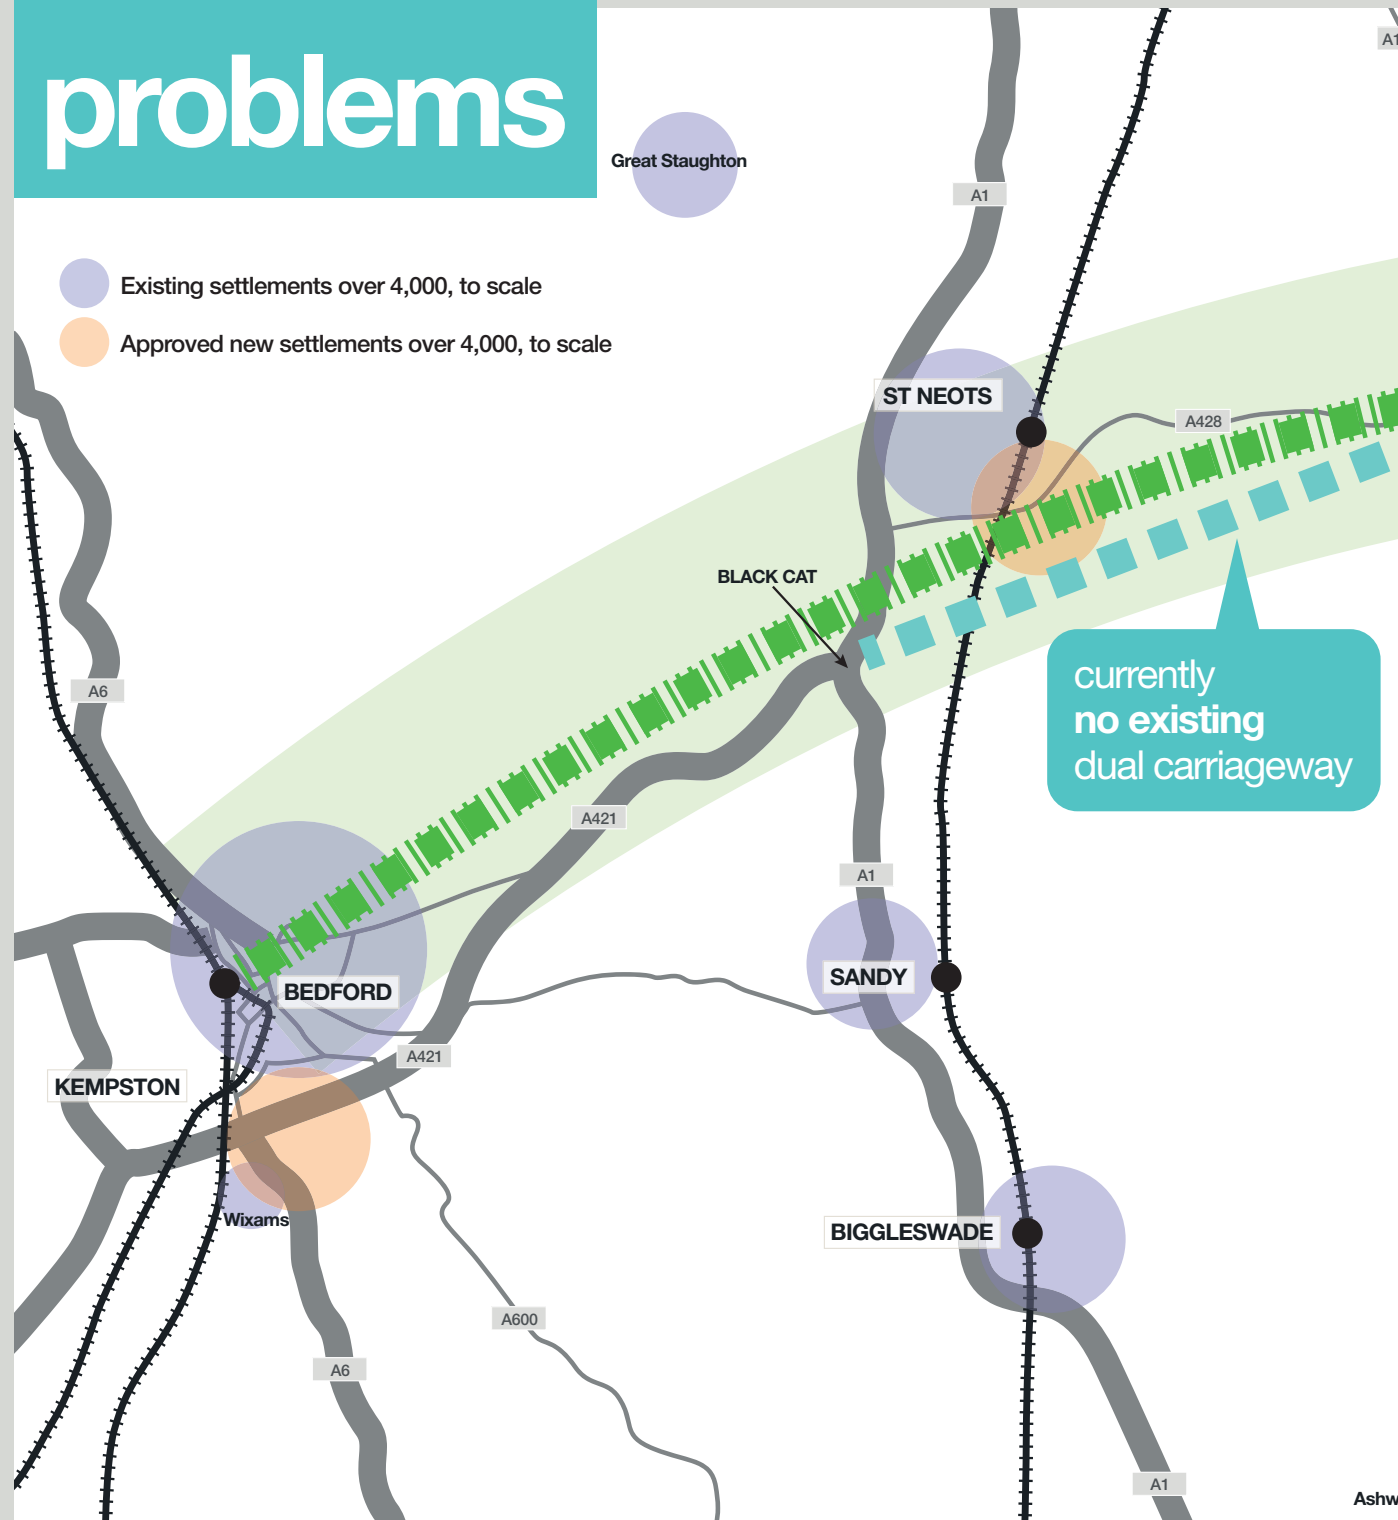 problems
Great Staughton
A1
Existing settlements over 4,000, to scale
Approved new settlements over 4,000, to scale
ST NEOTS
A428
BLACK CAT
currently
no existing
dual carriageway
A6
A421
A1
SANDY
BEDFORD
A421
KEMPSTON
Wixams
BIGGLESWADE
A600
A6
A1